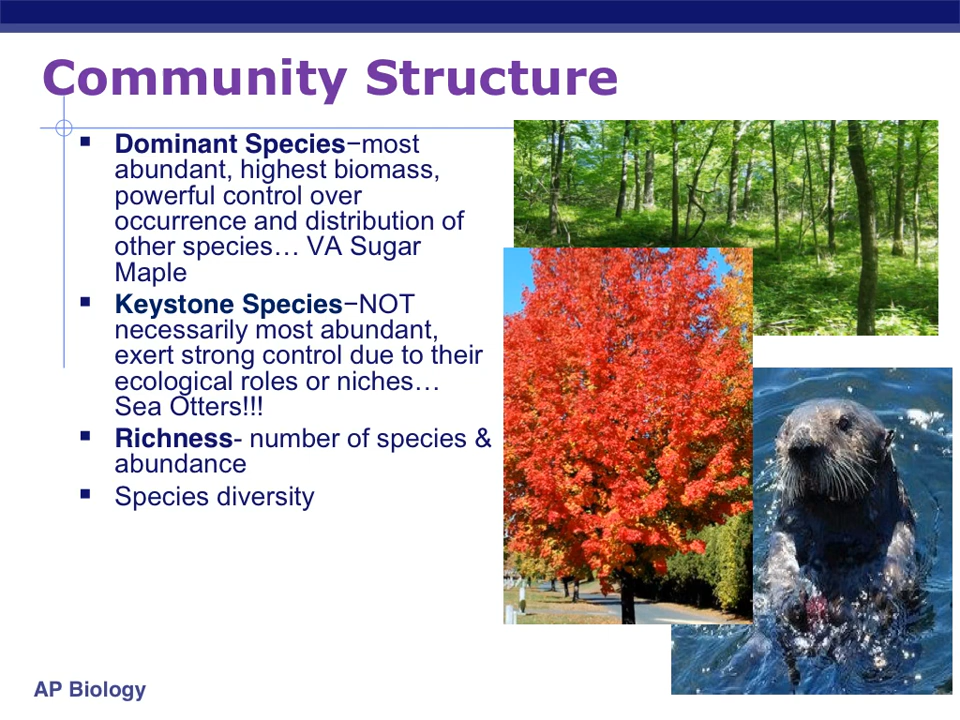 Community Structure
▪ Dominant Species–most
abundant, highest biomass,
powerful control over
occurrence and distribution of
other species… VA Sugar
Maple
▪ Keystone Species–NOT
necessarily most abundant,
exert strong control due to their
ecological roles or niches…
Sea Otters!!!
▪ Richness- number of species &
abundance
▪ Species diversity
AP Biology